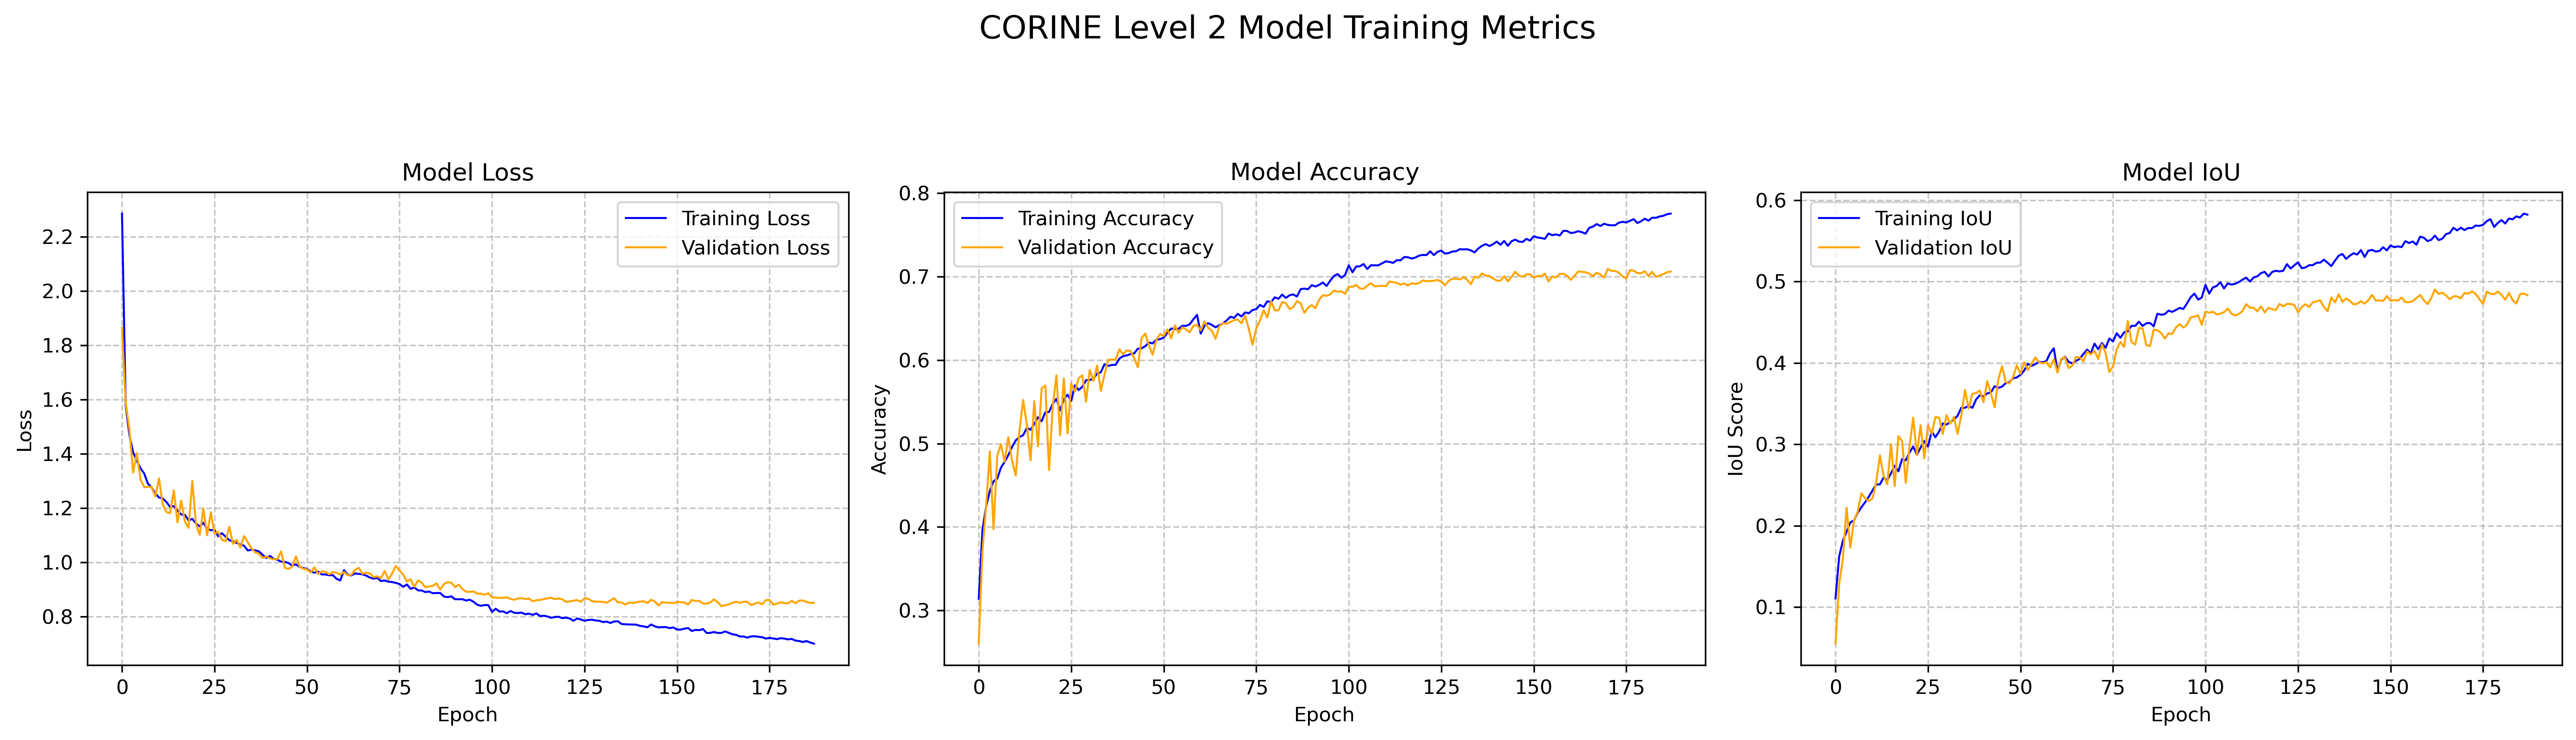 CORINE Level 2 Model Training Metrics
Model Loss
Training Loss
Validation Loss
2.2
2.0
1.8
1.6
1.4
1.2
1.0
0.8
Loss
0 25 50 75 100 125 150 175
Epoch
Model Accuracy
Training Accuracy
Validation Accuracy
0.8
0.7
0.6
0.5
0.4
0.3
Accuracy
0 25 50 75 100 125 150 175
Epoch
Model IoU
Training IoU
Validation IoU
0.6
0.5
0.4
0.3
0.2
0.1
IoU Score
0 25 50 75 100 125 150 175
Epoch